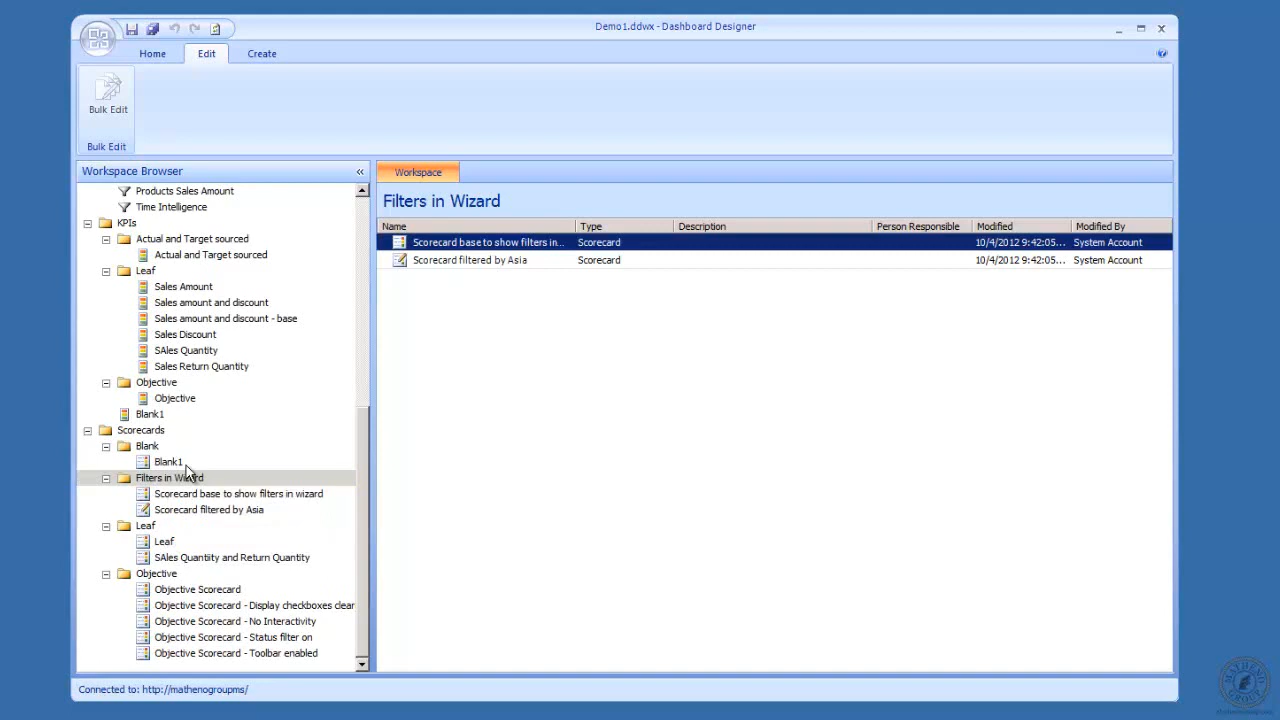 Demo1.ddwx - Dashboard Designer
Home
Edit
Create
Bulk Edit
Bulk Edit
Workspace Browser
«
Products Sales Amount
Time Intelligence
KPIs
Actual and Target sourced
Actual and Target sourced
Leaf
Sales Amount
Sales amount and discount
Sales amount and discount - base
Sales Discount
SAles Quantity
Sales Return Quantity
Objective
Objective
Blank1
Scorecards
Blank
Blank1
Filters in Wizard
Scorecard base to show filters in wizard
Scorecard filtered by Asia
Leaf
Leaf
SAles Quantiity and Return Quantity
Objective
Objective Scorecard
Objective Scorecard - Display checkboxes clear
Objective Scorecard - No Interactivity
Objective Scorecard - Status filter on
Objective Scorecard - Toolbar enabled
Workspace
Filters in Wizard
Name Type Description Person Responsible Modified Modified By
Scorecard base to show filters in... Scorecard 10/4/2012 9:42:05... System Account
Scorecard filtered by Asia Scorecard 10/4/2012 9:42:05... System Account
Connected to: http://mathenogroupms/
MATHENO
GROUP